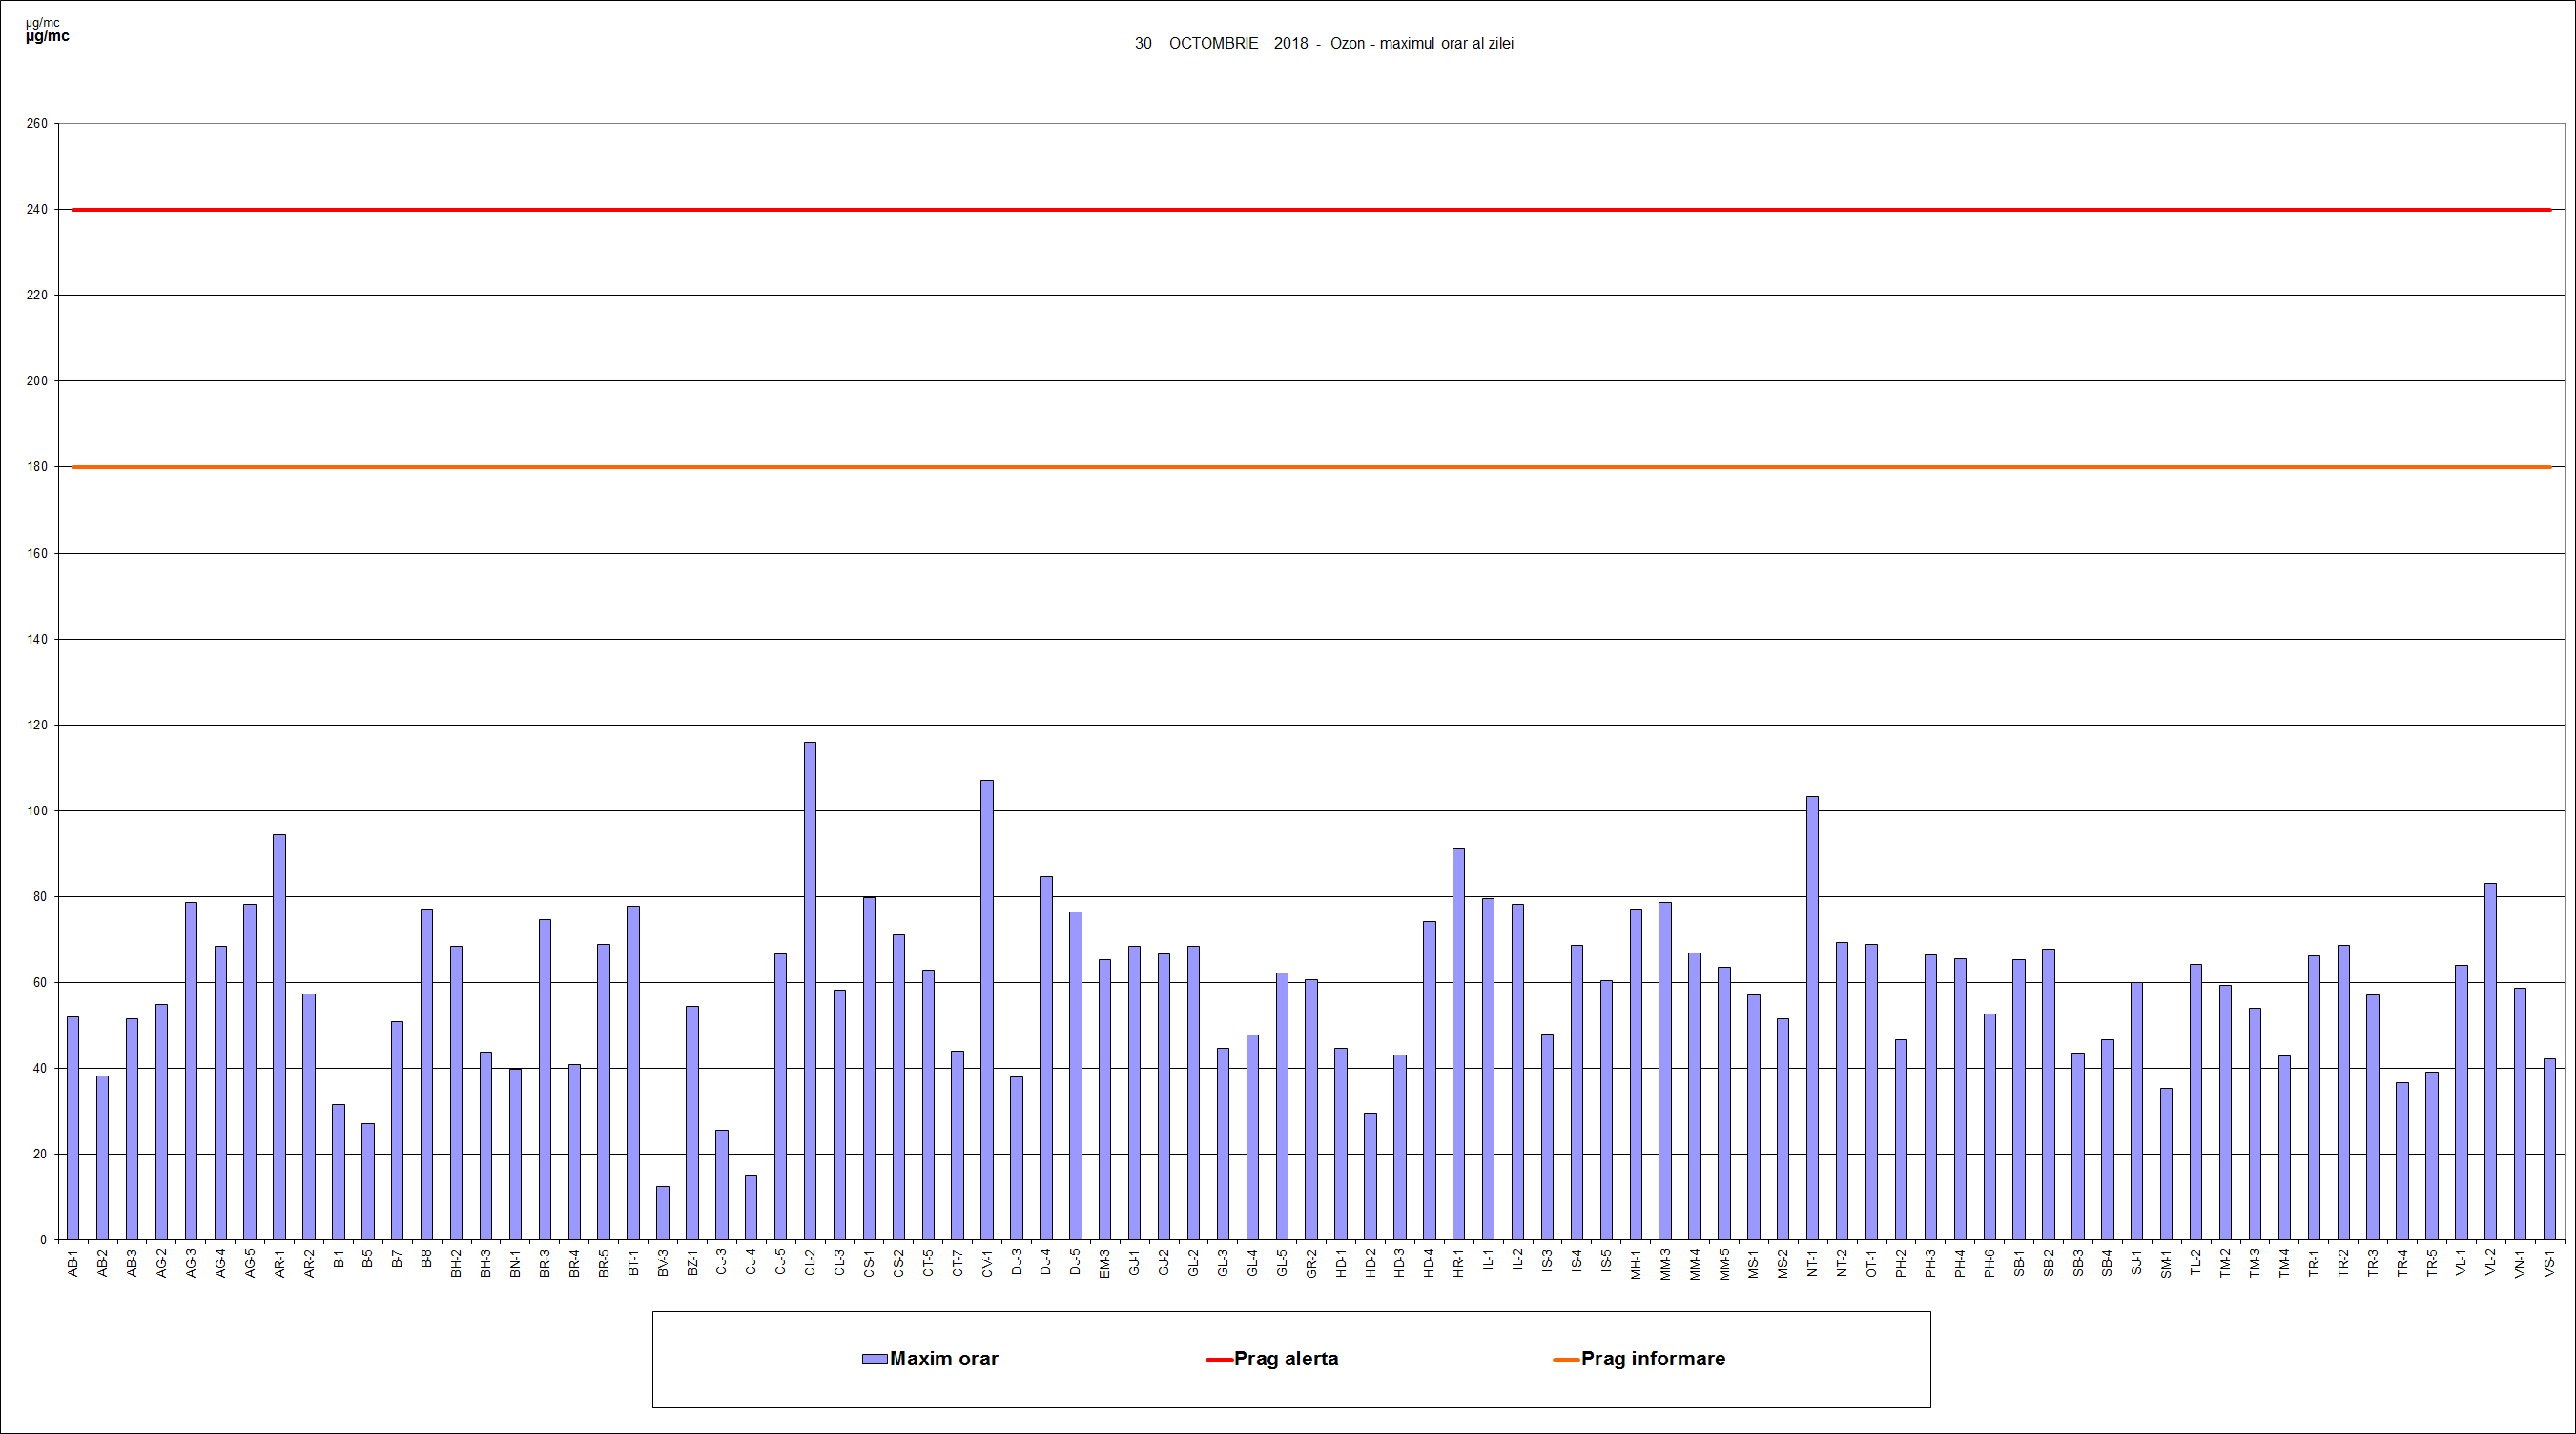 µg/mc
µg/mc
30 OCTOMBRIE 2018 - Ozon - maximul orar al zilei
260
240
220
200
180
160
140
120
100
80
60
40
20
0
AB-1 AB-2 AB-3 AG-2 AG-3 AG-4 AG-5 AR-1 AR-2 B-1 B-5 B-7 B-8 BH-2 BH-3 BN-1 BR-3 BR-4 BR-5 BT-1 BV-3 BZ-1 CJ-3 CJ-4 CJ-5 CL-2 CL-3 CS-1 CS-2 CT-5 CT-7 CV-1 DJ-3 DJ-4 DJ-5 EM-3 GJ-1 GJ-2 GL-2 GL-3 GL-4 GL-5 GR-2 HD-1 HD-2 HD-3 HD-4 HR-1 IL-1 IL-2 IS-3 IS-4 IS-5 MH-1 MM-3 MM-4 MM-5 MS-1 MS-2 NT-1 NT-2 OT-1 PH-2 PH-3 PH-4 PH-6 SB-1 SB-2 SB-3 SB-4 SJ-1 SM-1 TL-2 TM-2 TM-3 TM-4 TR-1 TR-2 TR-3 TR-4 TR-5 VL-1 VL-2 VN-1 VS-1
Maxim orar Prag alerta Prag informare